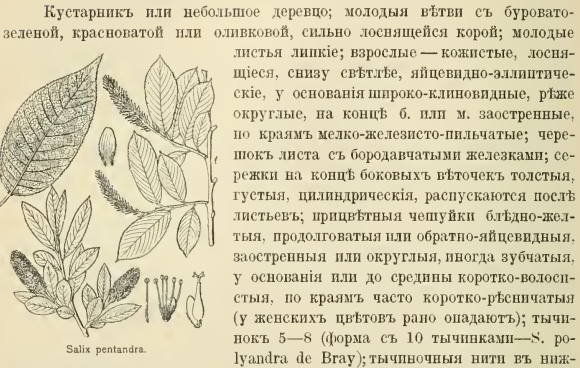 Кустарникъ или небольшое деревцо; молодыя вѣтви съ буровато-
зеленой, красноватой или оливковой, сильно лоснящейся корой; молодые
листья липкіе; взрослые — кожистые, лосня-
щіеся, снизу свѣтлѣе, яйцевидно-эллиптиче-
скіе, у основанія широко-клиновидные, рѣже
округлые, на концѣ б. или м. заостренные,
по краямъ мелко-железисто-пильчатые; чере-
шокъ листа съ бородавчатыми железками; се-
режки на концѣ боковыхъ вѣточекъ толстыя,
густыя, цилиндрическія, распускаются послѣ
листьевъ; прицвѣтныя чешуйки блѣдно-жел-
тыя, продолговатыя или обратно-яйцевидныя,
заостренныя или округлыя, иногда зубчатыя,
у основанія или до средины коротко-волоси-
стыя, по краямъ часто коротко-рѣсничатыя
(у женскихъ цвѣтовъ рано опадаютъ); тычи-
нокъ 5—8 (форма съ 10 тычинками—S. po-
lyandra de Bray); тычиночныя нити въ ниж-
Salix pentandra.